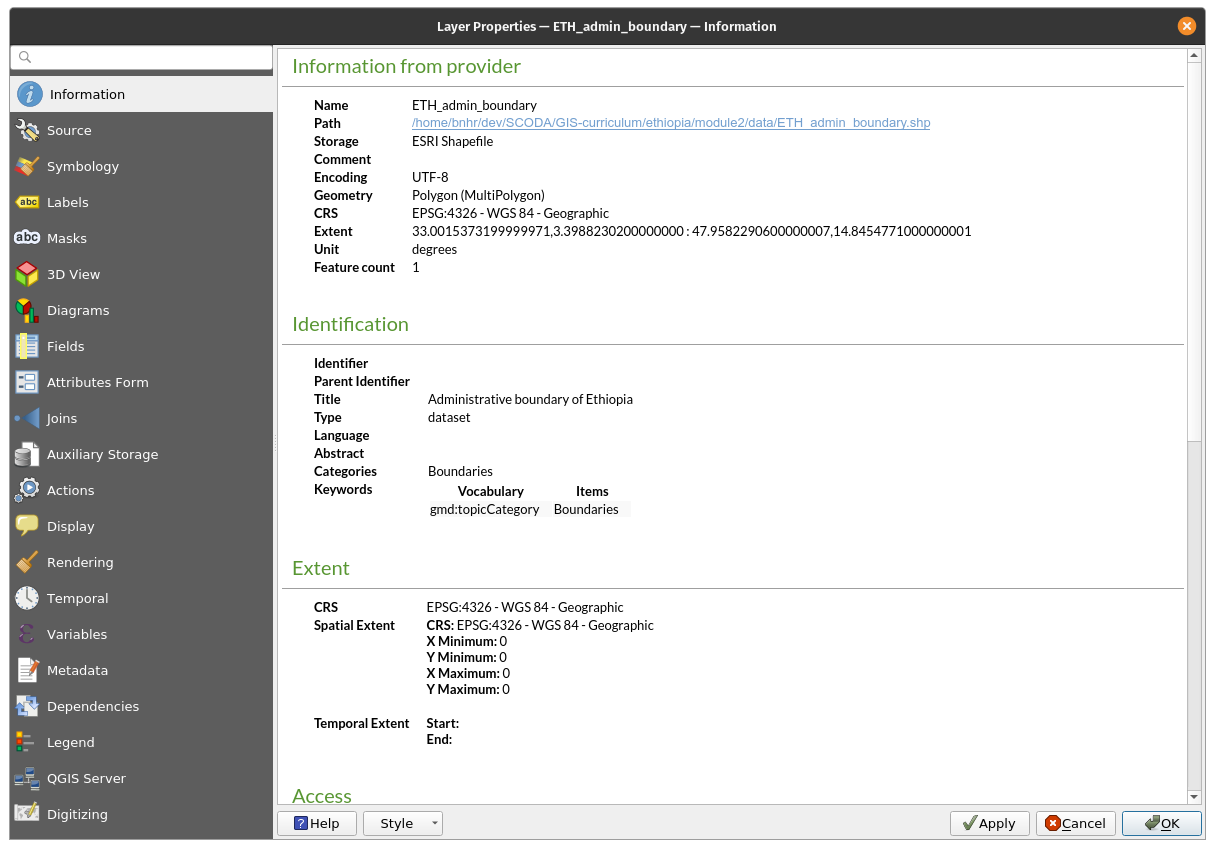 Layer Properties — ETH_admin_boundary — Information
Information
Source
Symbology
abc Labels
abc Masks
3D View
Diagrams
Fields
Attributes Form
Joins
Auxiliary Storage
Actions
Display
Rendering
Temporal
Variables
Metadata
Dependencies
Legend
QGIS Server
Digitizing
Information from provider
Name ETH_admin_boundary
Path /home/bnhr/dev/SCODA/GIS-curriculum/ethiopia/module2/data/ETH_admin_boundary.shp
Storage ESRI Shapefile
Comment
Encoding UTF-8
Geometry Polygon (MultiPolygon)
CRS EPSG:4326 - WGS 84 - Geographic
Extent 33.0015373199999971,3.3988230200000000 : 47.9582290600000007,14.8454771000000001
Unit degrees
Feature count 1
Identification
Identifier
Parent Identifier
Title Administrative boundary of Ethiopia
Type dataset
Language
Abstract
Categories Boundaries
Keywords Vocabulary Items
gmd:topicCategory Boundaries
Extent
CRS EPSG:4326 - WGS 84 - Geographic
Spatial Extent CRS: EPSG:4326 - WGS 84 - Geographic
X Minimum: 0
Y Minimum: 0
X Maximum: 0
Y Maximum: 0
Temporal Extent Start:
End:
Access
Help Style Apply Cancel OK